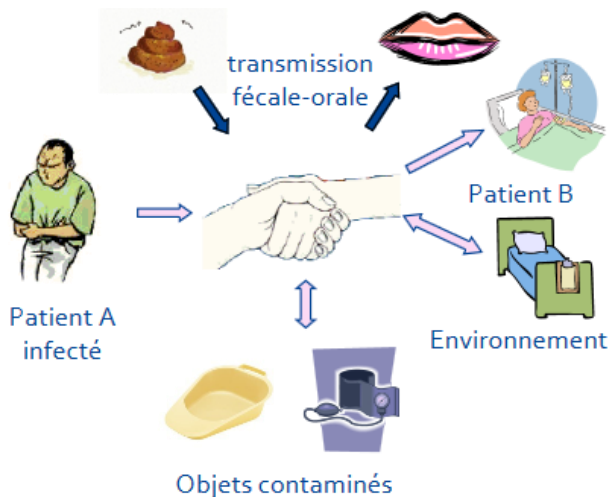 transmission
fécale-orale
Patient B
Patient A
infecté
Environnement
Objets contaminés